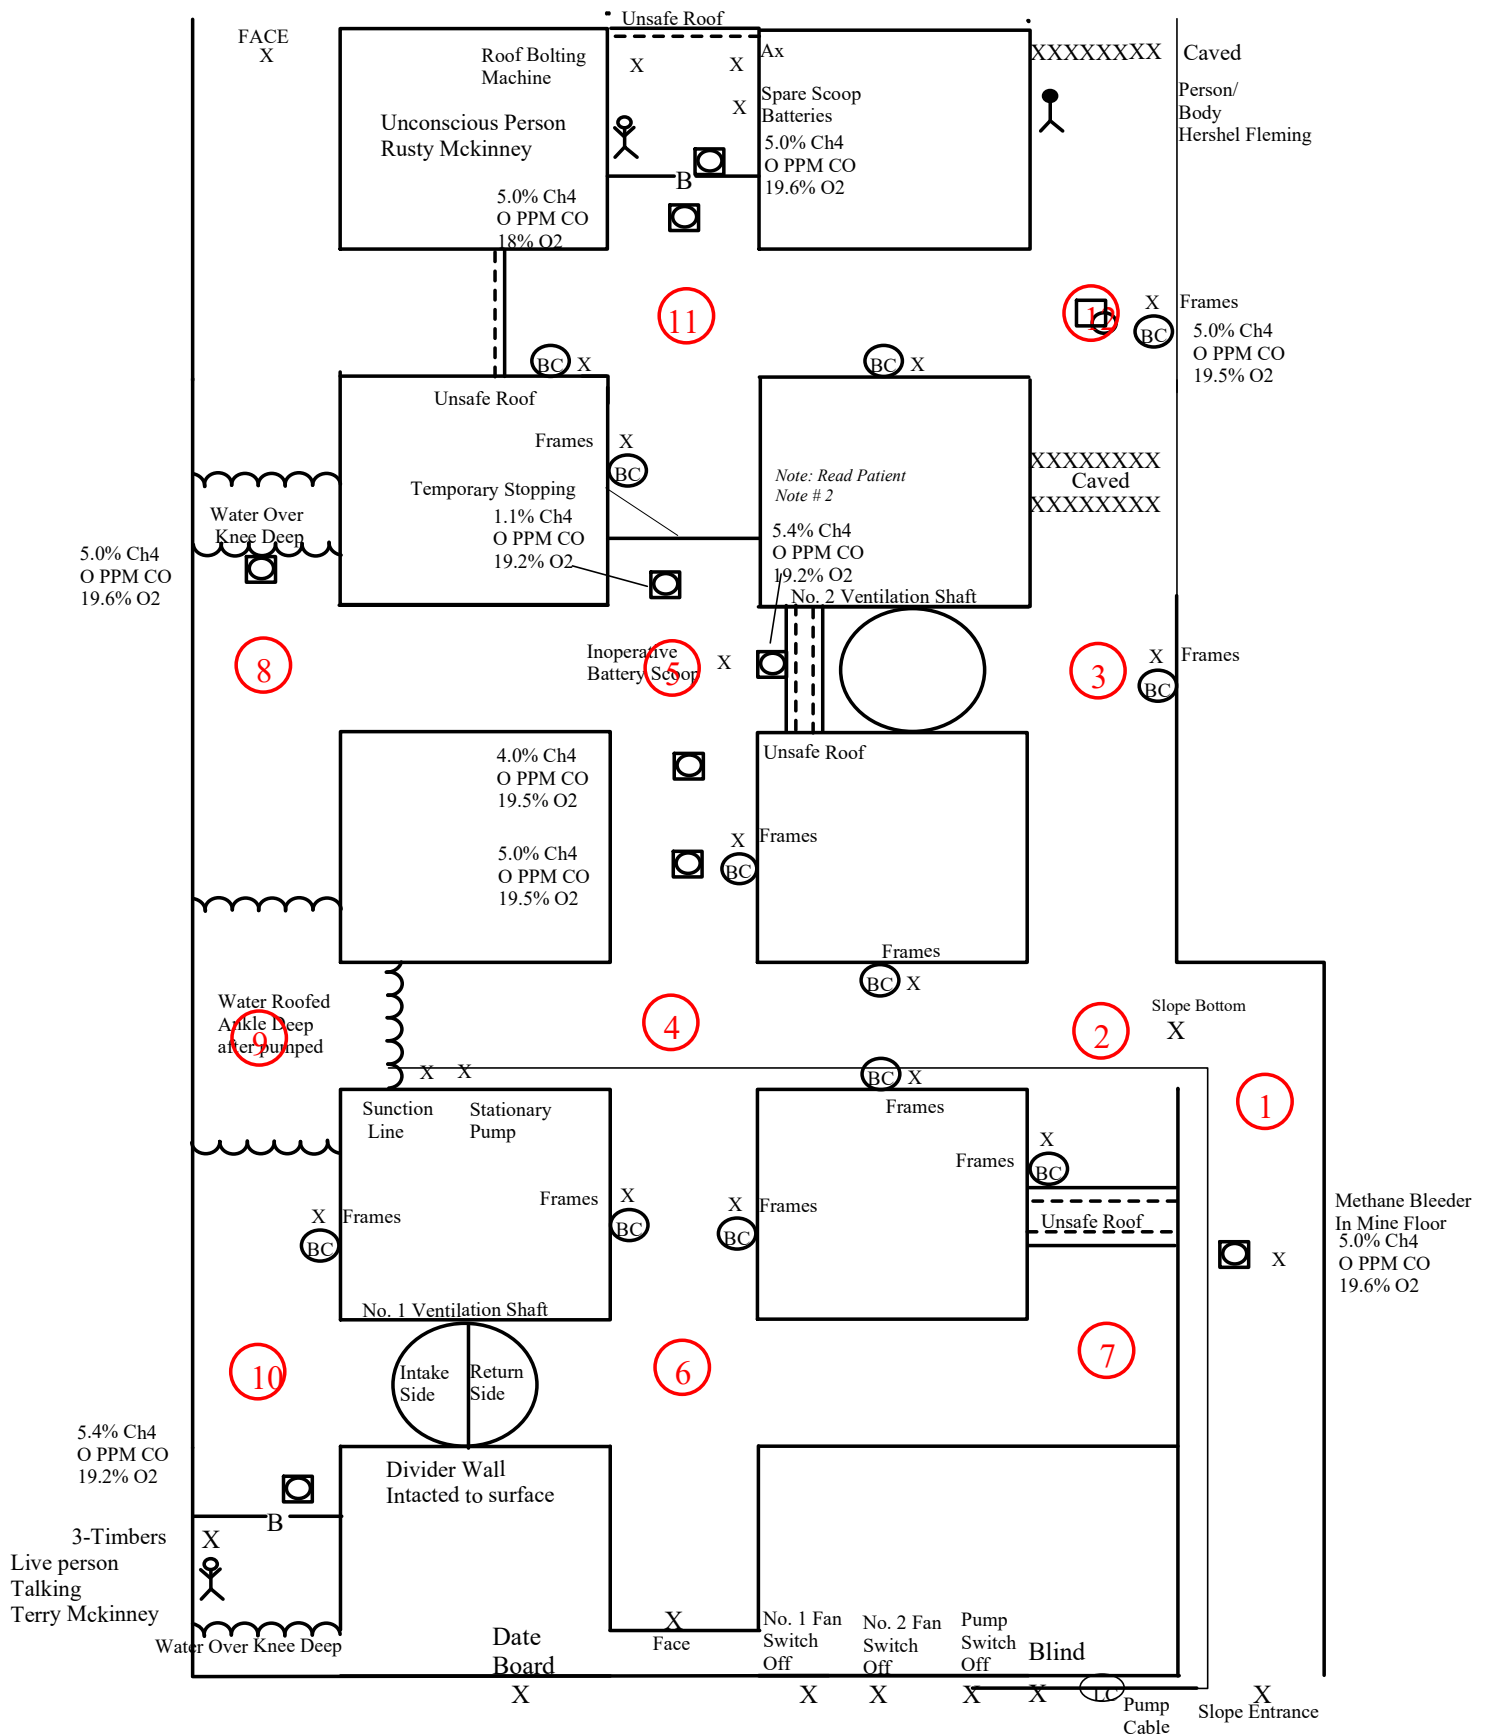 Unsafe Roof
FACE
X
Roof Bolting
Machine
X
X
Ax
XXXXXXXX XX
Caved
Unconscious Person
Rusty Mckinney
X
Spare Scoop
Batteries
5.0% Ch4
O PPM CO
19.6% O2
Person/
Body
Hershel Fleming
B
5.0% Ch4
O PPM CO
18% O2
11
12
X
Frames
BC
5.0% Ch4
O PPM CO
19.5% O2
BC
X
BC
X
Unsafe Roof
Frames
X
BC
Temporary Stopping
1.1% Ch4
O PPM CO
19.2% O2
Note: Read Patient
Note # 2
5.4% Ch4
O PPM CO
19.2% O2
XXXXXXXX
Caved
XXXXXXXX
Water Over
Knee Deep
5.0% Ch4
O PPM CO
19.6% O2
No. 2 Ventilation Shaft
8
Inoperative
Battery Scoop
5
X
3
X
Frames
BC
Unsafe Roof
4.0% Ch4
O PPM CO
19.5% O2
X
Frames
BC
5.0% Ch4
O PPM CO
19.5% O2
Frames
BC
X
Water Roofed
Ankle Deep
after pumped
9
4
2
Slope Bottom
X
X
X
BC
X
Frames
1
Sunction
Line
Stationary
Pump
X
Frames
BC
Unsafe Roof
X
Frames
BC
Frames
X
BC
X
Frames
BC
Methane Bleeder
In Mine Floor
5.0% Ch4
O PPM CO
19.6% O2
X
No. 1 Ventilation Shaft
Intake
Side
Return
Side
10
6
7
5.4% Ch4
O PPM CO
19.2% O2
Divider Wall
Intacted to surface
B
3-Timbers
X
Live person
Talking
Terry Mckinney
Water Over Knee Deep
Date
Board
X
X
Face
No. 1 Fan
Switch
Off
X
No. 2 Fan
Switch
Off
X
Pump
Switch
Off
X
Blind
X
LC
Pump
Cable
X
Slope Entrance